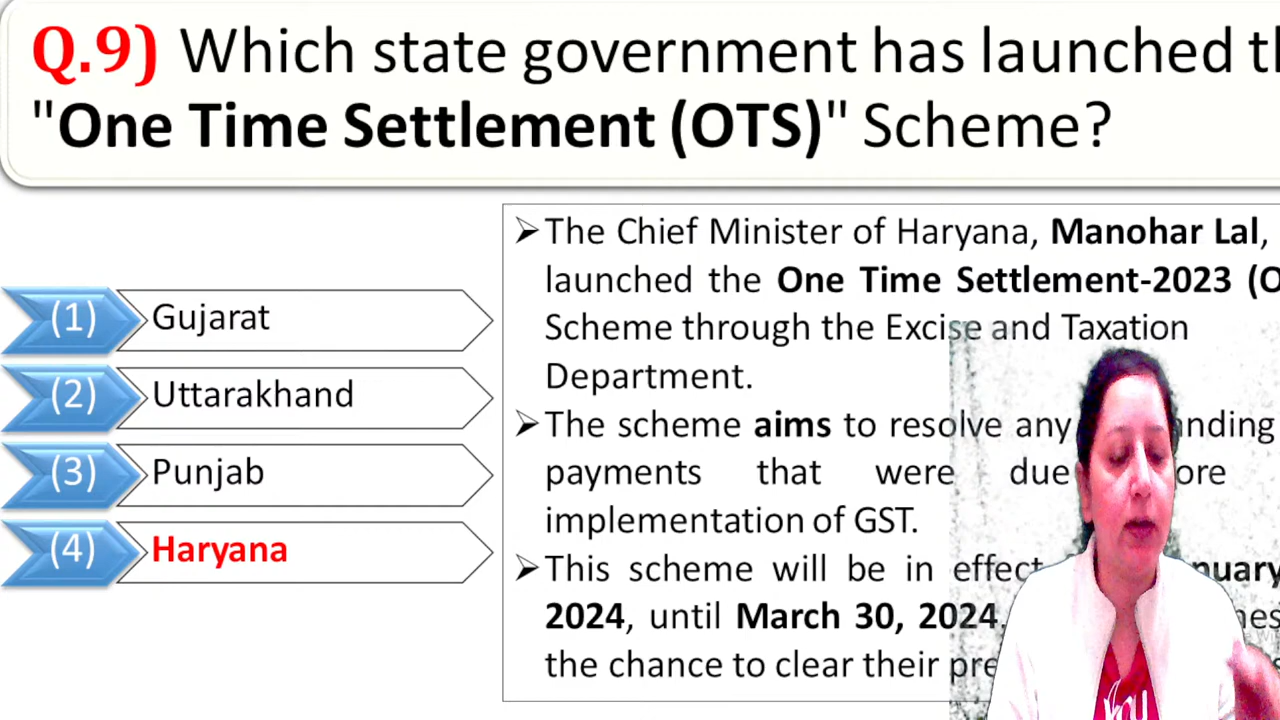 Q.9) Which state government has launched
"One Time Settlement (OTS)" Scheme?
(1) Gujarat
(2) Uttarakhand
(3) Punjab
(4) Haryana
➢The Chief Minister of Haryana, Manohar Lal,
launched the One Time Settlement-2023
Scheme through the Excise and Taxation
Department.
➢The scheme aims to resolve any
payments that were due
implementation of GST.
➢This scheme will be in effect
2024, until March 30, 2024.
the chance to clear their